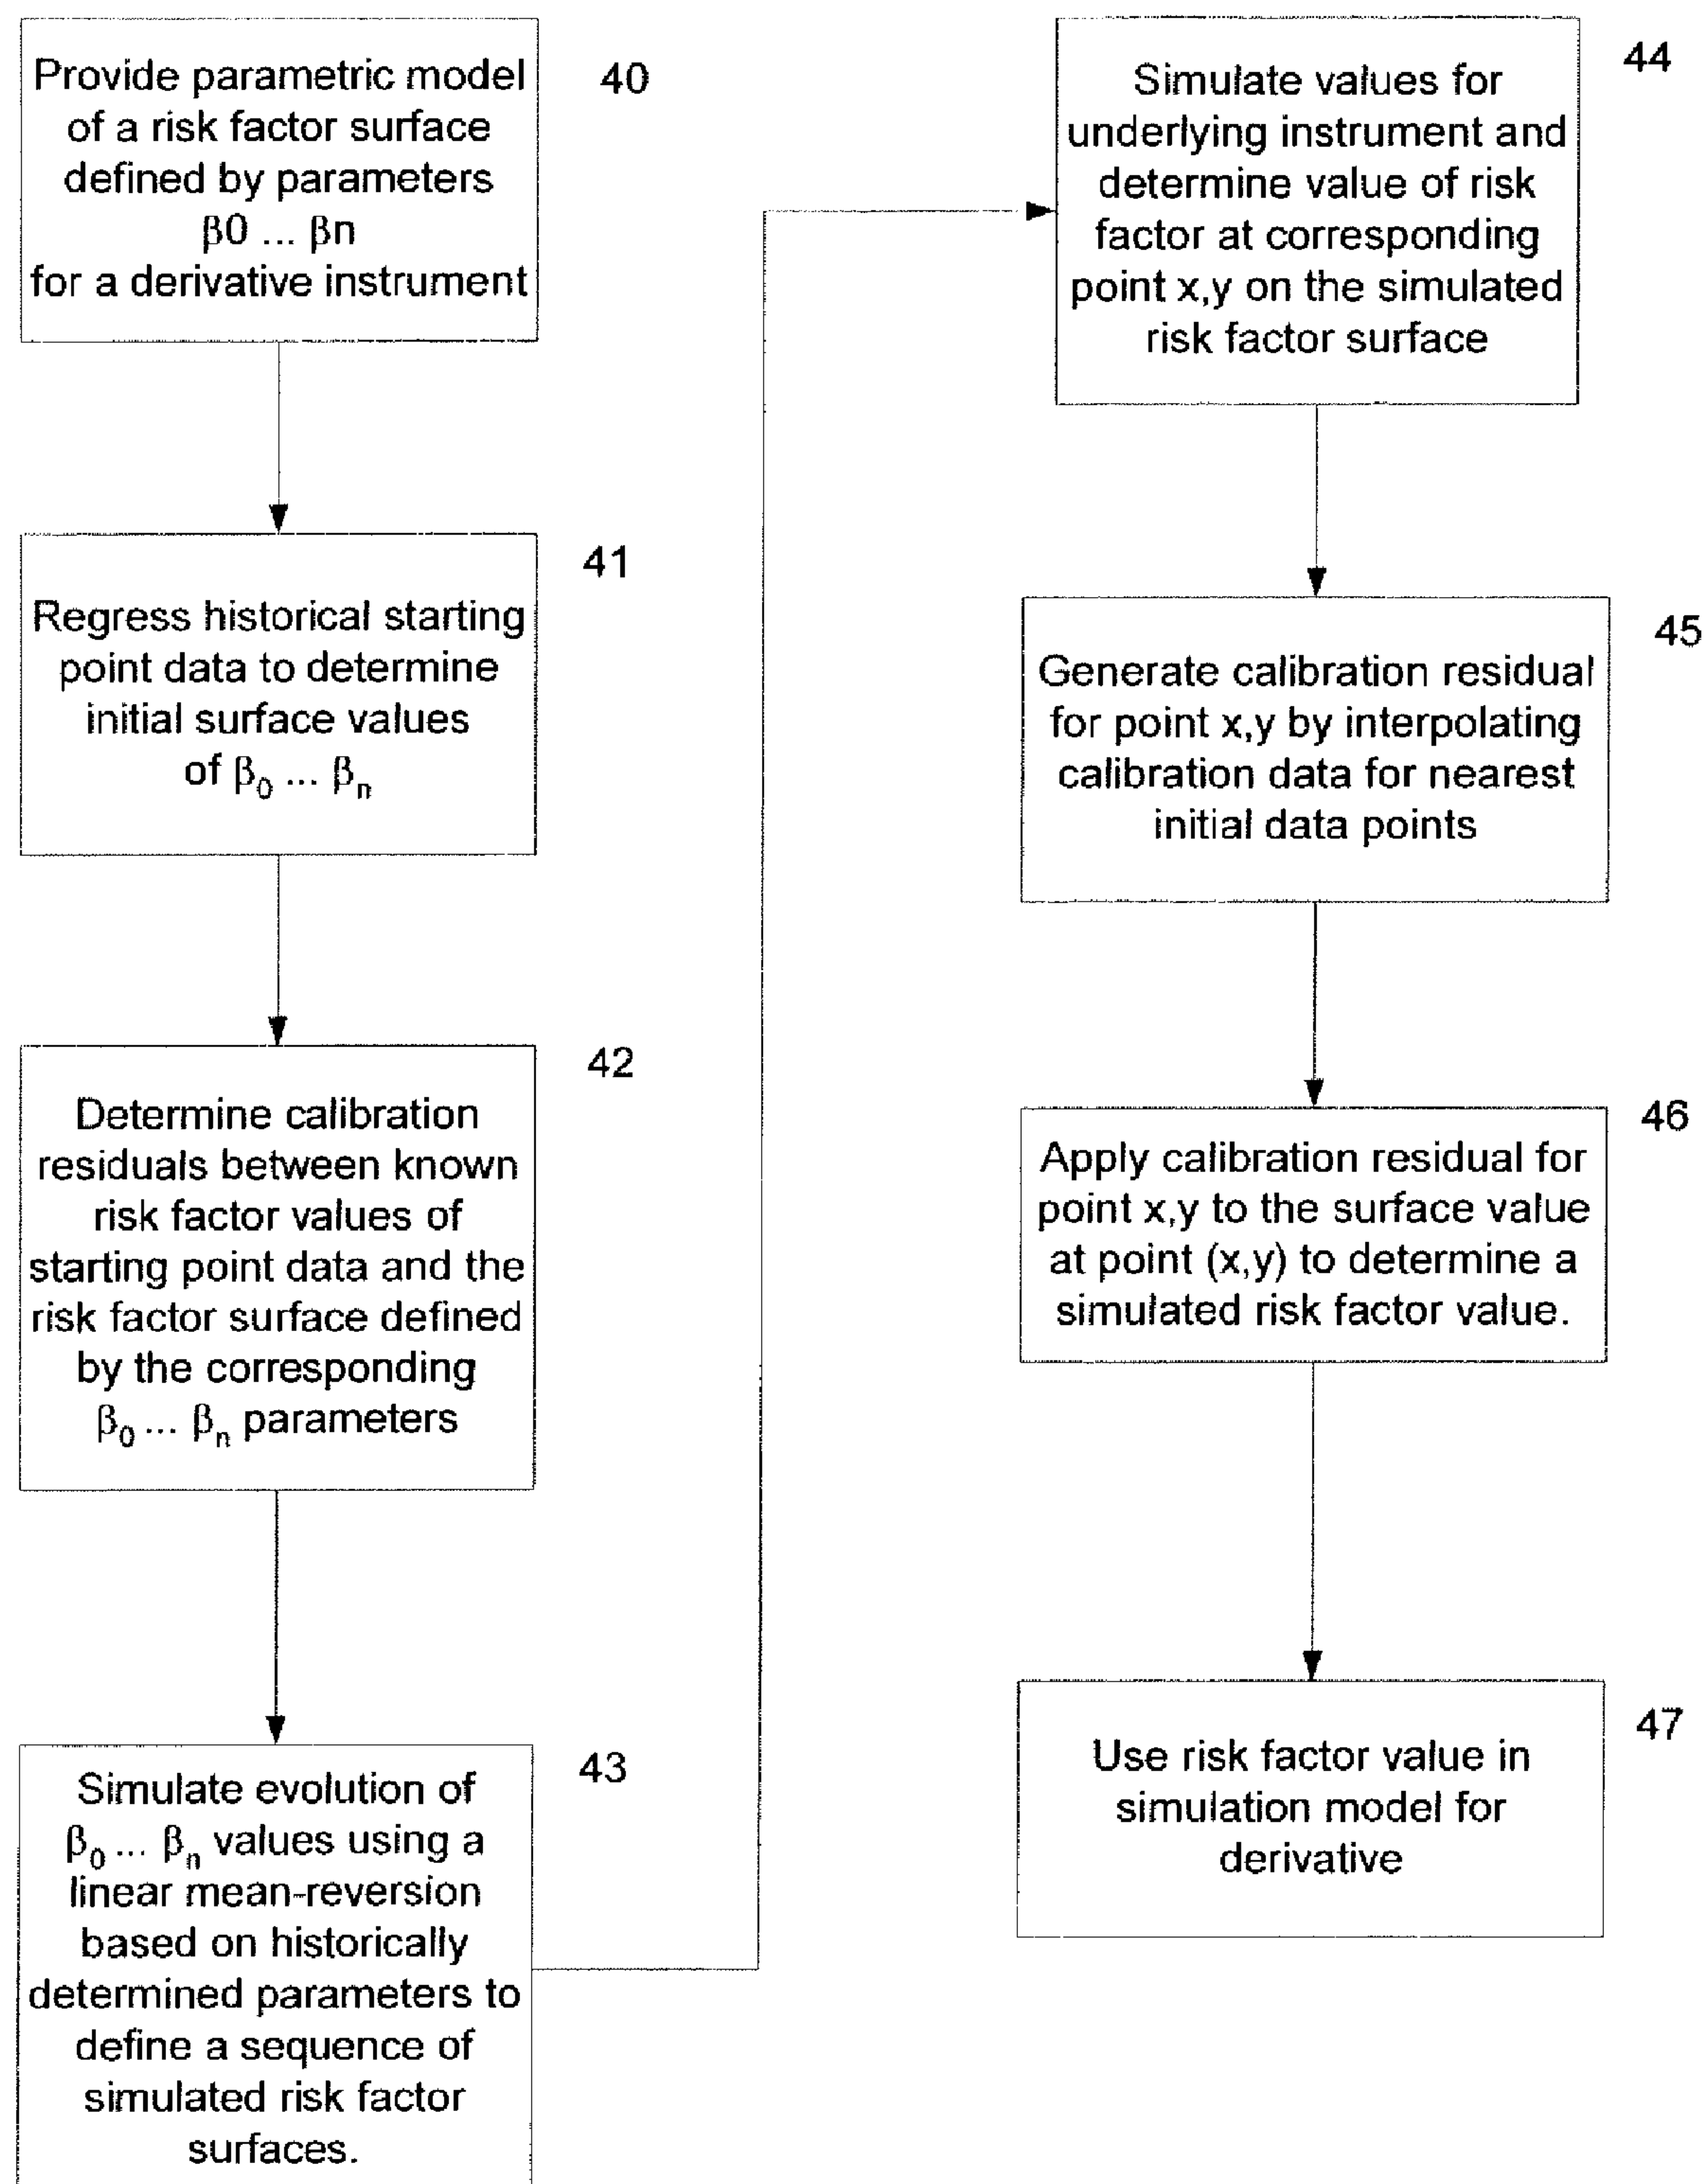 Provide parametric model
of a risk factor surface
defined by parameters
β0 ... βn
for a derivative instrument
40
Regress historical starting
point data to determine
initial surface values
of β₀ ... βₙ
41
Determine calibration
residuals between known
risk factor values of
starting point data and the
risk factor surface defined
by the corresponding
β₀ ... βₙ parameters
42
Simulate evolution of
β₀ ... βₙ values using a
linear mean-reversion
based on historically
determined parameters to
define a sequence of
simulated risk factor
surfaces.
43
Simulate values for
underlying instrument and
determine value of risk
factor at corresponding
point x,y on the simulated
risk factor surface
44
Generate calibration residual
for point x,y by interpolating
calibration data for nearest
initial data points
45
Apply calibration residual for
point x,y to the surface value
at point (x,y) to determine a
simulated risk factor value.
46
Use risk factor value in
simulation model for
derivative
47